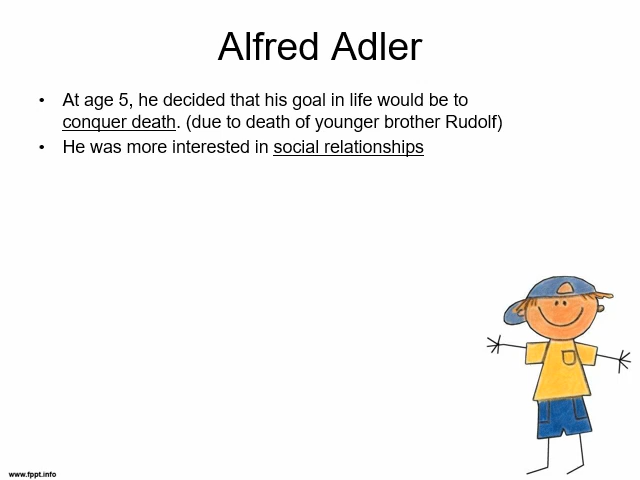 Alfred Adler
• At age 5, he decided that his goal in life would be to
conquer death. (due to death of younger brother Rudolf)
• He was more interested in social relationships
www.fppt.info